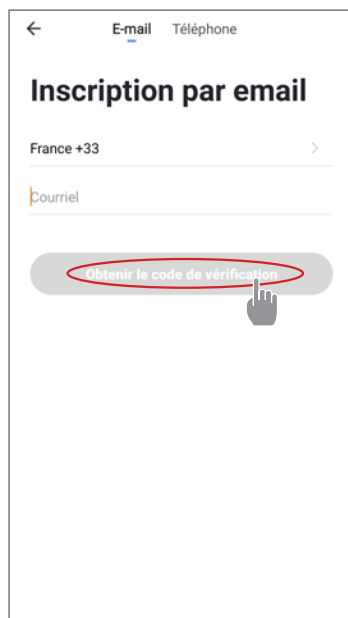 E-mail Téléphone
Inscription par email
France +33
Courriel
Obtenir le code de vérification